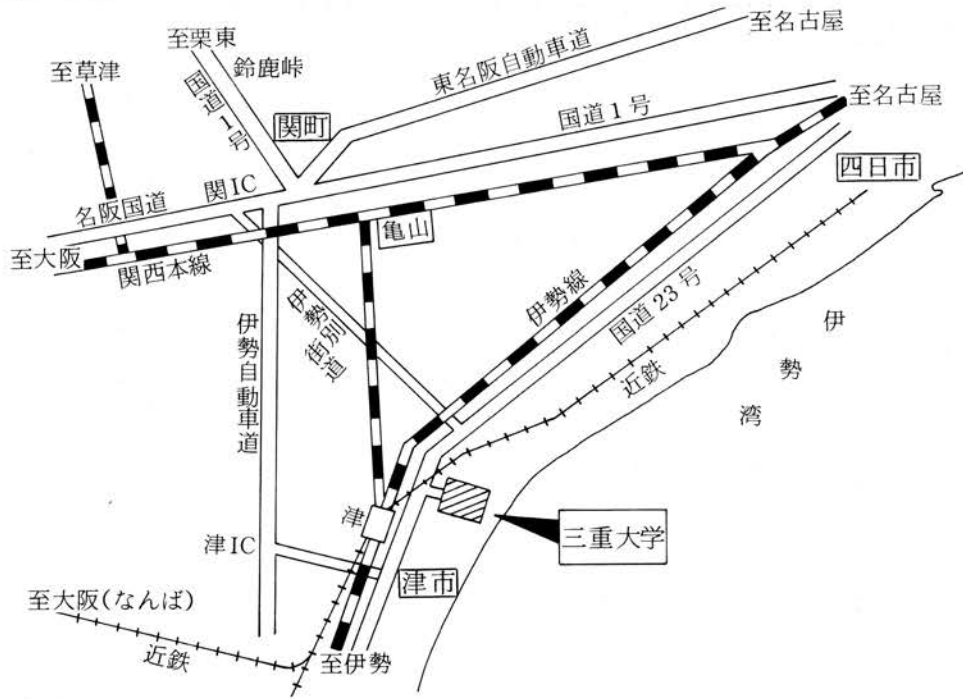 至栗東
至名古屋
至草津
鈴鹿峠
国道1号
東名阪自動車道
関町
国道1号
至名古屋
四日市
関IC
名阪国道
亀山
至大阪
関西本線
伊勢線
国道23号
伊勢湾
伊勢別街道
伊勢自動車道
近鉄
津
三重大学
津IC
津市
至大阪(なんば)
近鉄
至伊勢